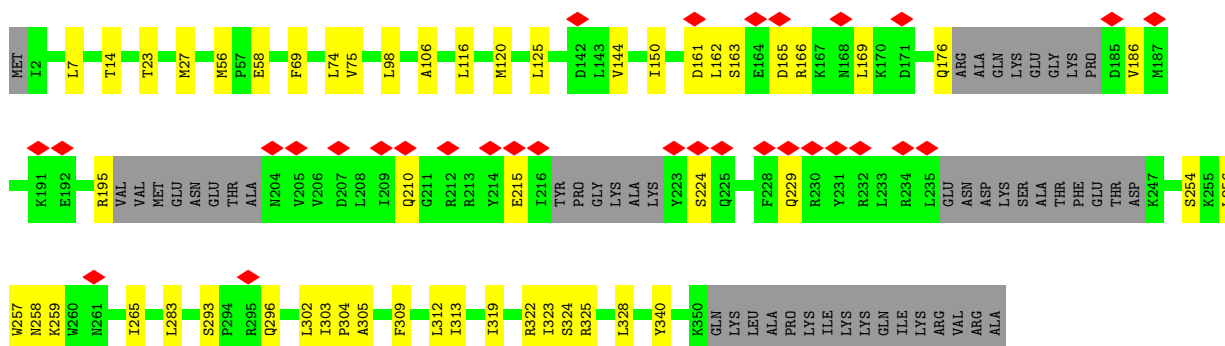 MET I2 L7 T14 T23 M27 M56 P57 E58 F69 L74 V75 L98 A106 L116 M120 L125 D142 L143 V144 I150 D161 L162 S163 E164 D165 R166 K167 N168 L169 K170 D171 Q176 ARG ALA GLN LYS GLU GLY LYS PRO D185 V186 M187
K191 E192 R195 VAL VAL MET GLU ASN GLU THR ALA N204 V205 V206 D207 L208 I209 Q210 G211 R212 R213 Y214 E215 I216 TYR PRO GLY LYS ALA LYS Y223 S224 Q225 F228 Q229 R230 Y231 R232 L233 R234 L235 GLU ASN ASP LYS SER ALA THR PHE GLU THR ASP K247 S254 K255
W257 N258 K259 W260 N261 I265 L283 S293 P294 R295 Q296 L302 I303 P304 A305 F309 L312 I313 I319 R322 I323 S324 R325 L328 Y340 K350 GLN LYS LEU ALA PRO LYS ILE LYS LYS GLN ILE LYS ARG VAL ARG ALA